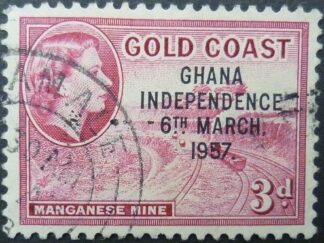 GOLD COAST
GHANA
INDEPENDENCE
6TH MARCH.
1957.
3d
MANGANESE MINE